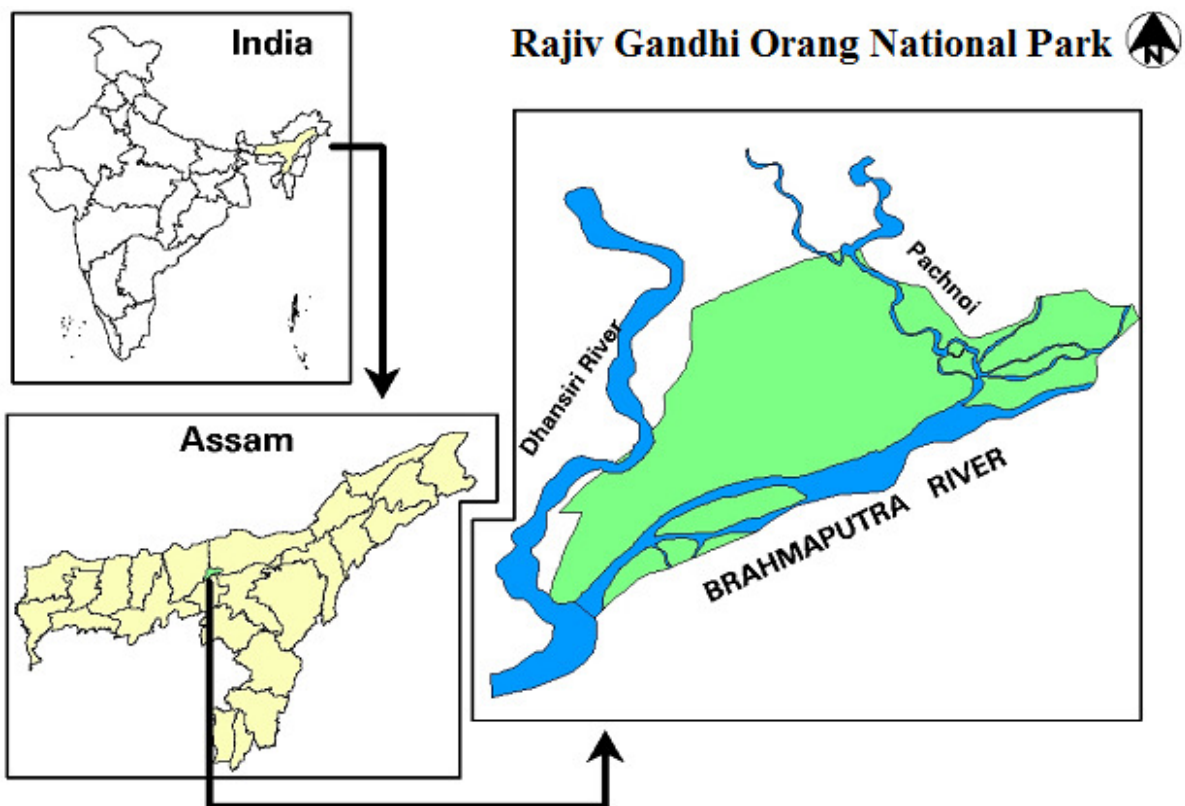 India
Rajiv Gandhi Orang National Park
N
Assam
Dhansiri River
Pachnoi
BRAHMAPUTRA RIVER